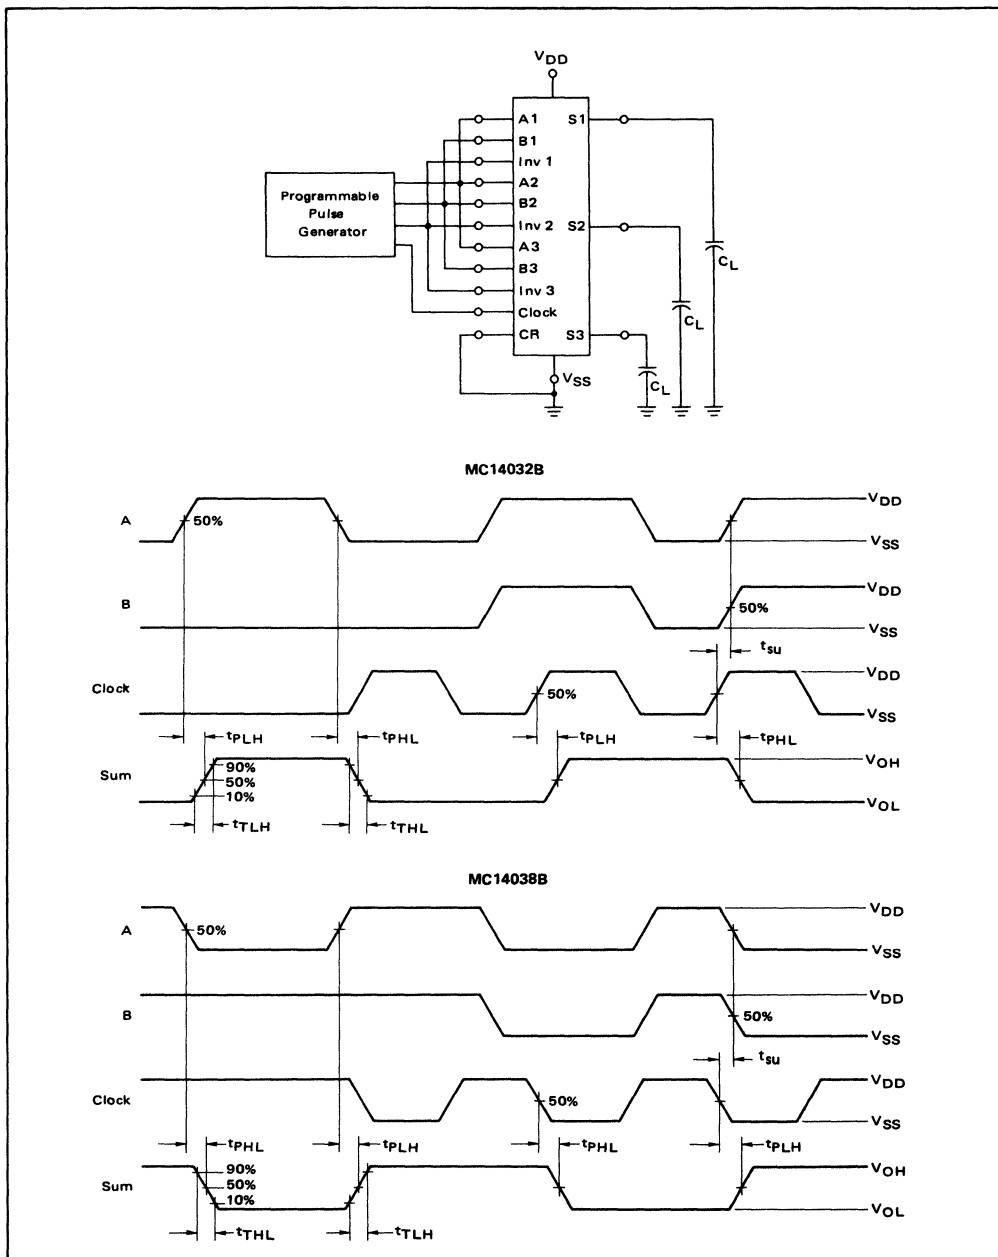 VDD
A1 S1
B1
Inv 1
A2
B2
Inv 2 S2
A3
B3
Inv 3
Clock
CR S3
Programmable
Pulse
Generator
CL
CL
CL
VSS
MC14032B
A
50%
VDD
VSS
B
50%
VDD
VSS
tsu
Clock
50%
VDD
VSS
tPLH tPHL tPLH tPHL
Sum
90%
50%
10%
VOH
VOL
tTLH tTHL
MC14038B
A
50%
VDD
VSS
B
50%
VDD
VSS
tsu
Clock
50%
VDD
VSS
tPHL tPLH tPHL tPLH
Sum
90%
50%
10%
VOH
VOL
tTHL tTLH